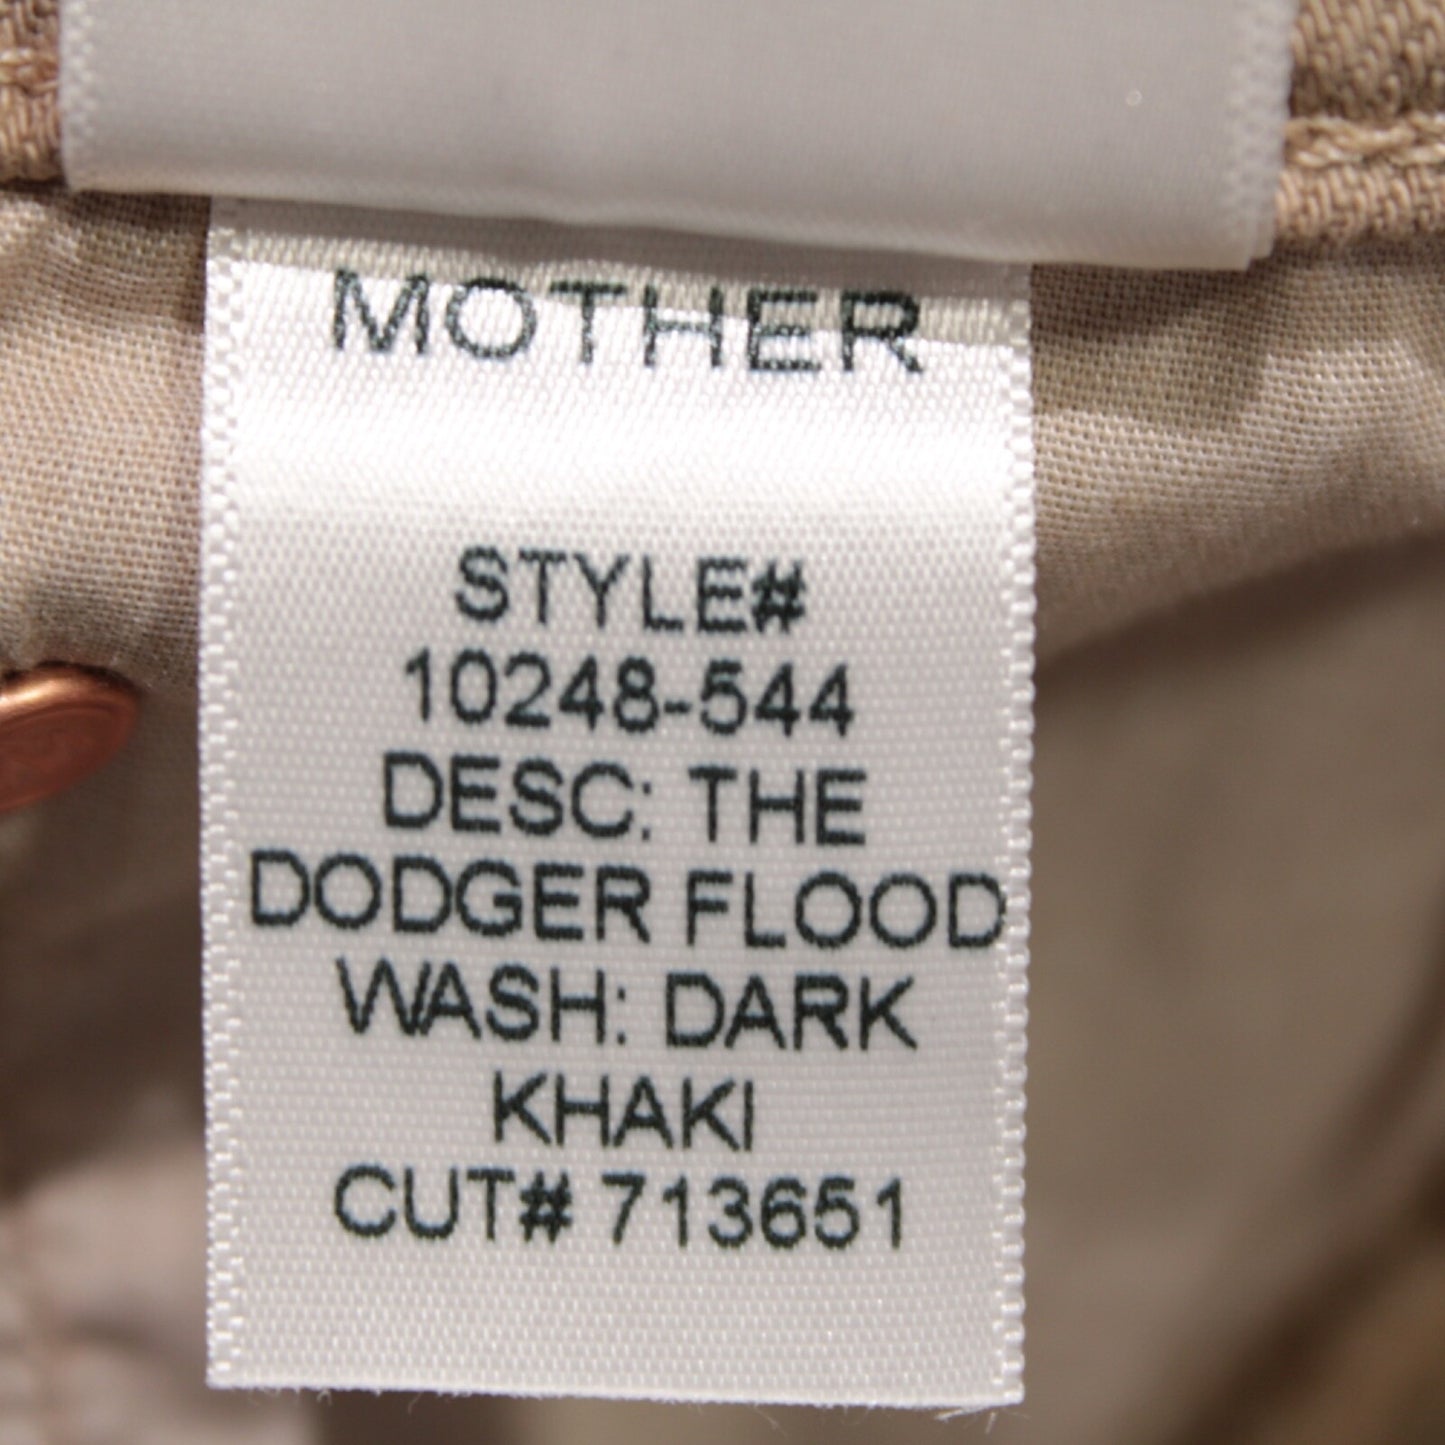 MOTHER
STYLE#
10248-544
DESC: THE
DODGER FLOOD
WASH: DARK
KHAKI
CUT# 713651